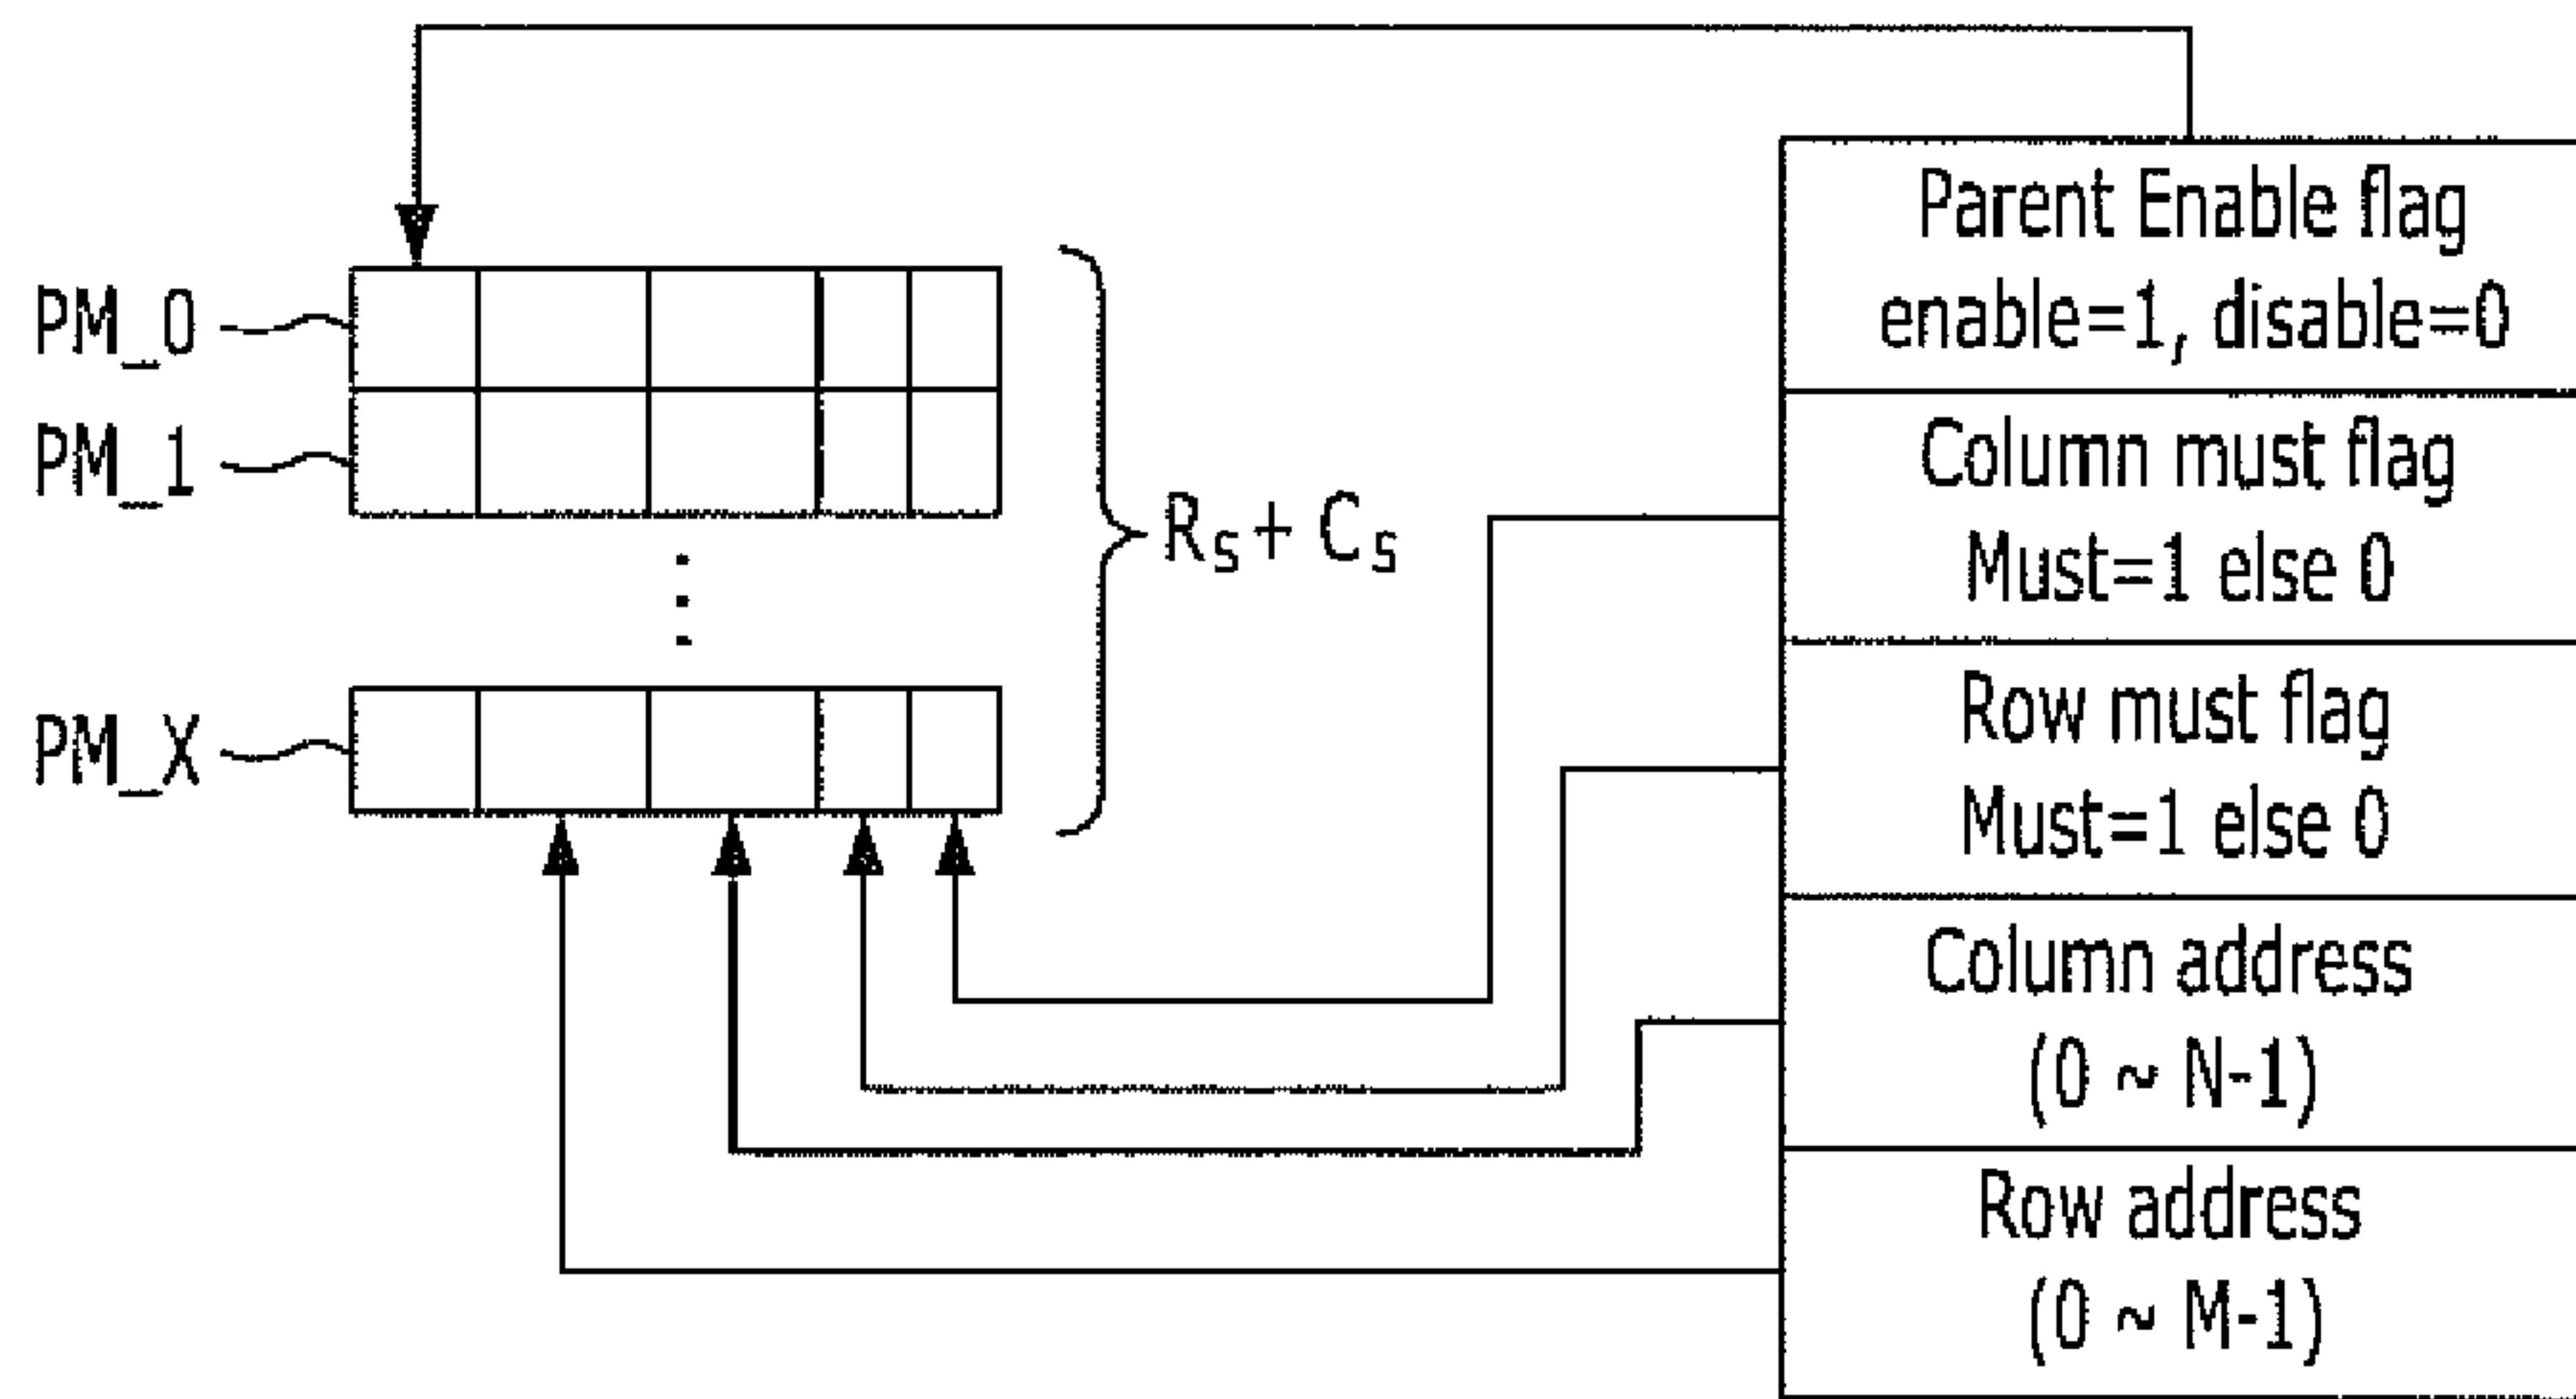 PM_0
PM_1
PM_X
Rs + Cs
Parent Enable flag
enable=1, disable=0
Column must flag
Must=1 else 0
Row must flag
Must=1 else 0
Column address
(0 ~ N-1)
Row address
(0 ~ M-1)